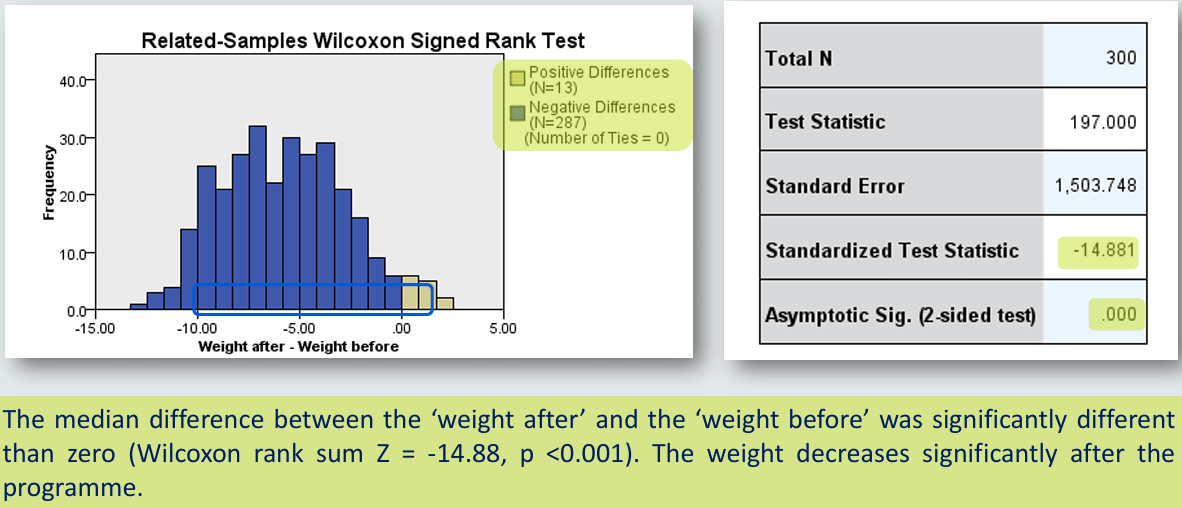 Related-Samples Wilcoxon Signed Rank Test
Positive Differences
(N=13)
Negative Differences
(N=287)
(Number of Ties = 0)
Frequency
40.0
30.0
20.0
10.0
0.0
-15.00 -10.00 -5.00 .00 5.00
Weight after - Weight before
Total N 300
Test Statistic 197.000
Standard Error 1,503.748
Standardized Test Statistic -14.881
Asymptotic Sig. (2-sided test) .000
The median difference between the ‘weight after’ and the ‘weight before’ was significantly different
than zero (Wilcoxon rank sum Z = -14.88, p <0.001). The weight decreases significantly after the
programme.